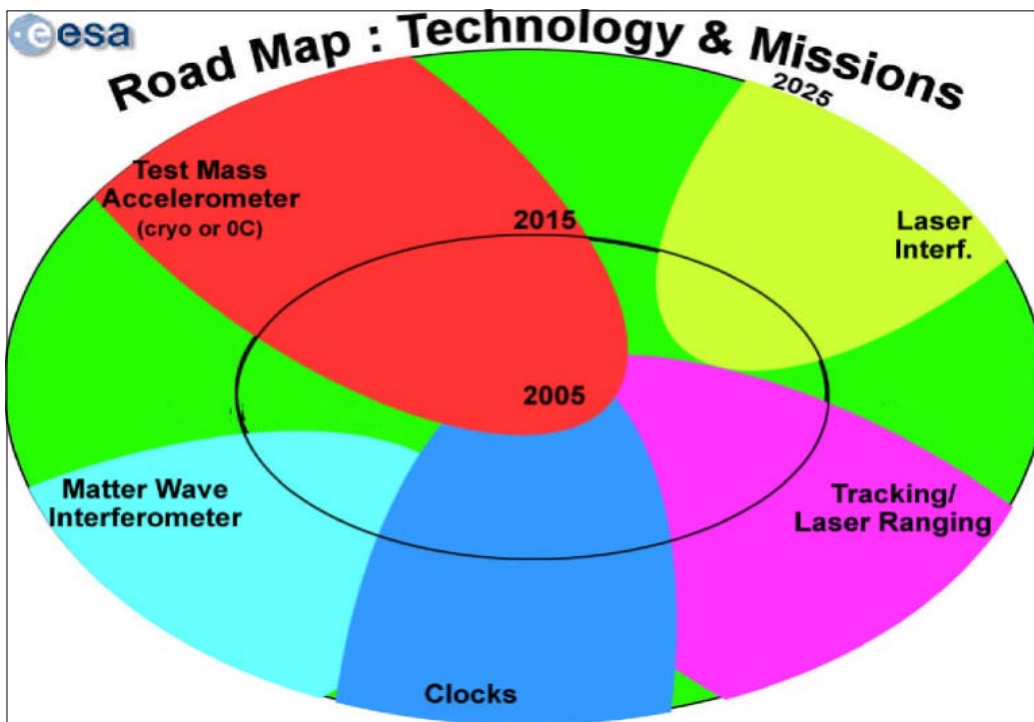 esa
Road Map : Technology & Missions
2025
Test Mass
Accelerometer
(cryo or 0C)
2015
Laser
Interf.
2005
Matter Wave
Interferometer
Tracking/
Laser Ranging
Clocks